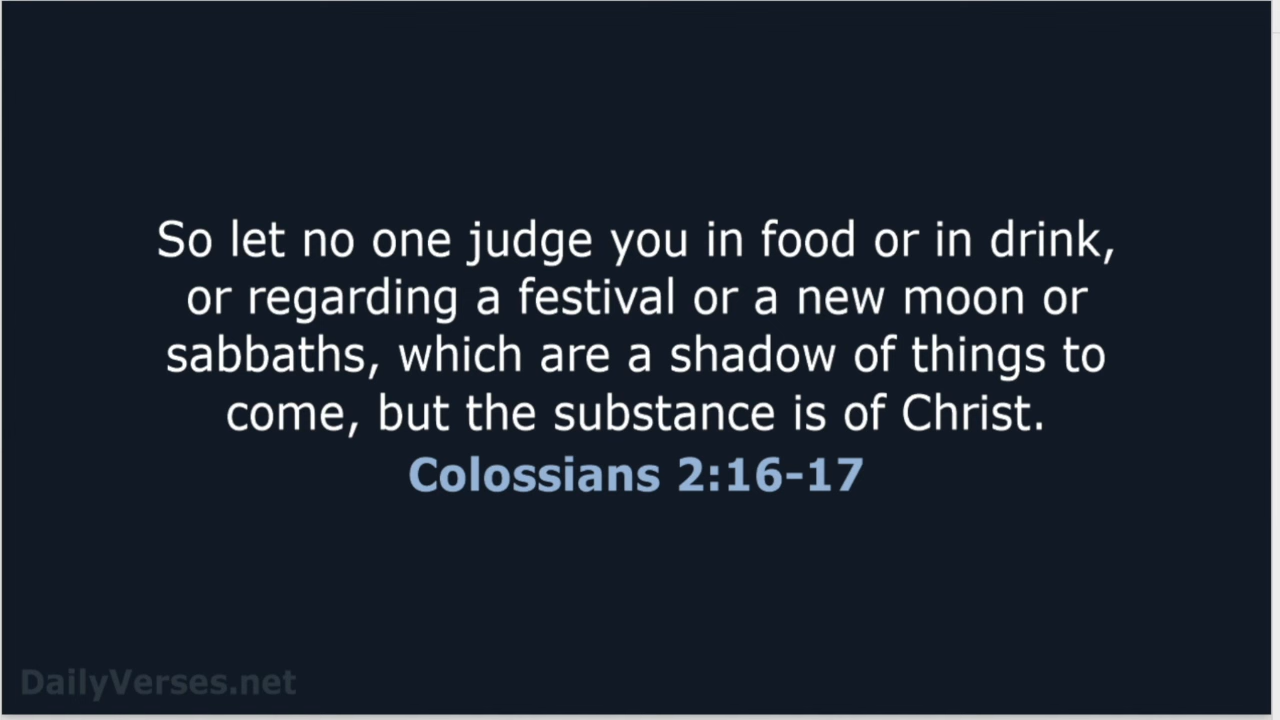 So let no one judge you in food or in drink,
or regarding a festival or a new moon or
sabbaths, which are a shadow of things to
come, but the substance is of Christ.
Colossians 2:16-17
DailyVerses.net